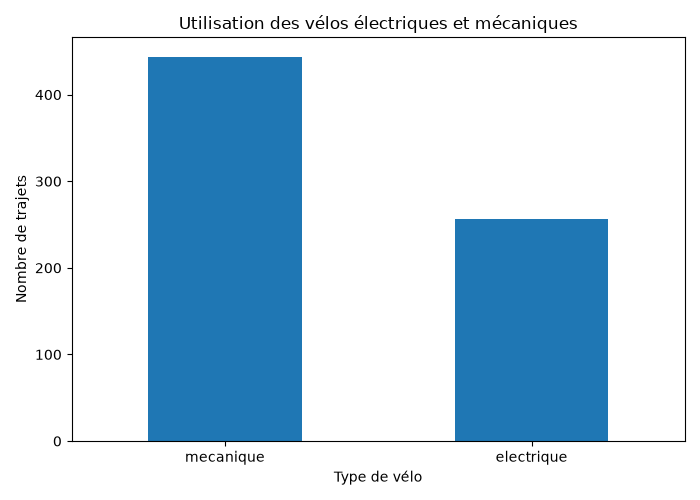 Utilisation des vélos électriques et mécaniques
400
300
200
100
0
Nombre de trajets
mecanique
electrique
Type de vélo